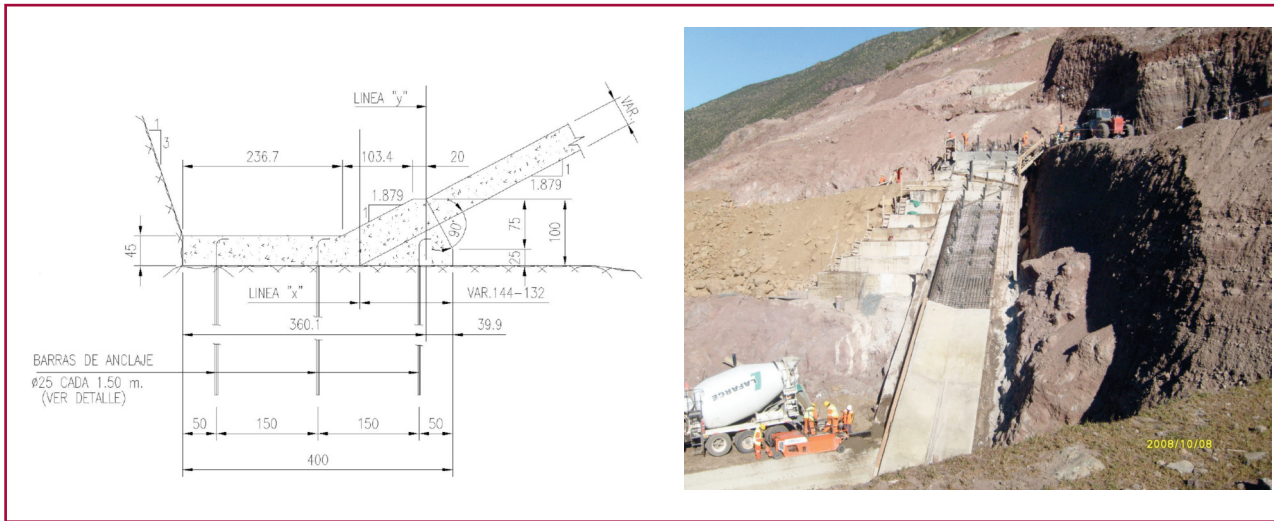 LINEA "y"
VAR.
1
3
236.7
103.4
20
1
1.879
1.879
1
45
90°
75
100
25
LINEA "x"
VAR.144-132
360.1
39.9
BARRAS DE ANCLAJE
ø25 CADA 1.50 m.
(VER DETALLE)
50
150
150
50
400
LAFARGE
2008/10/08